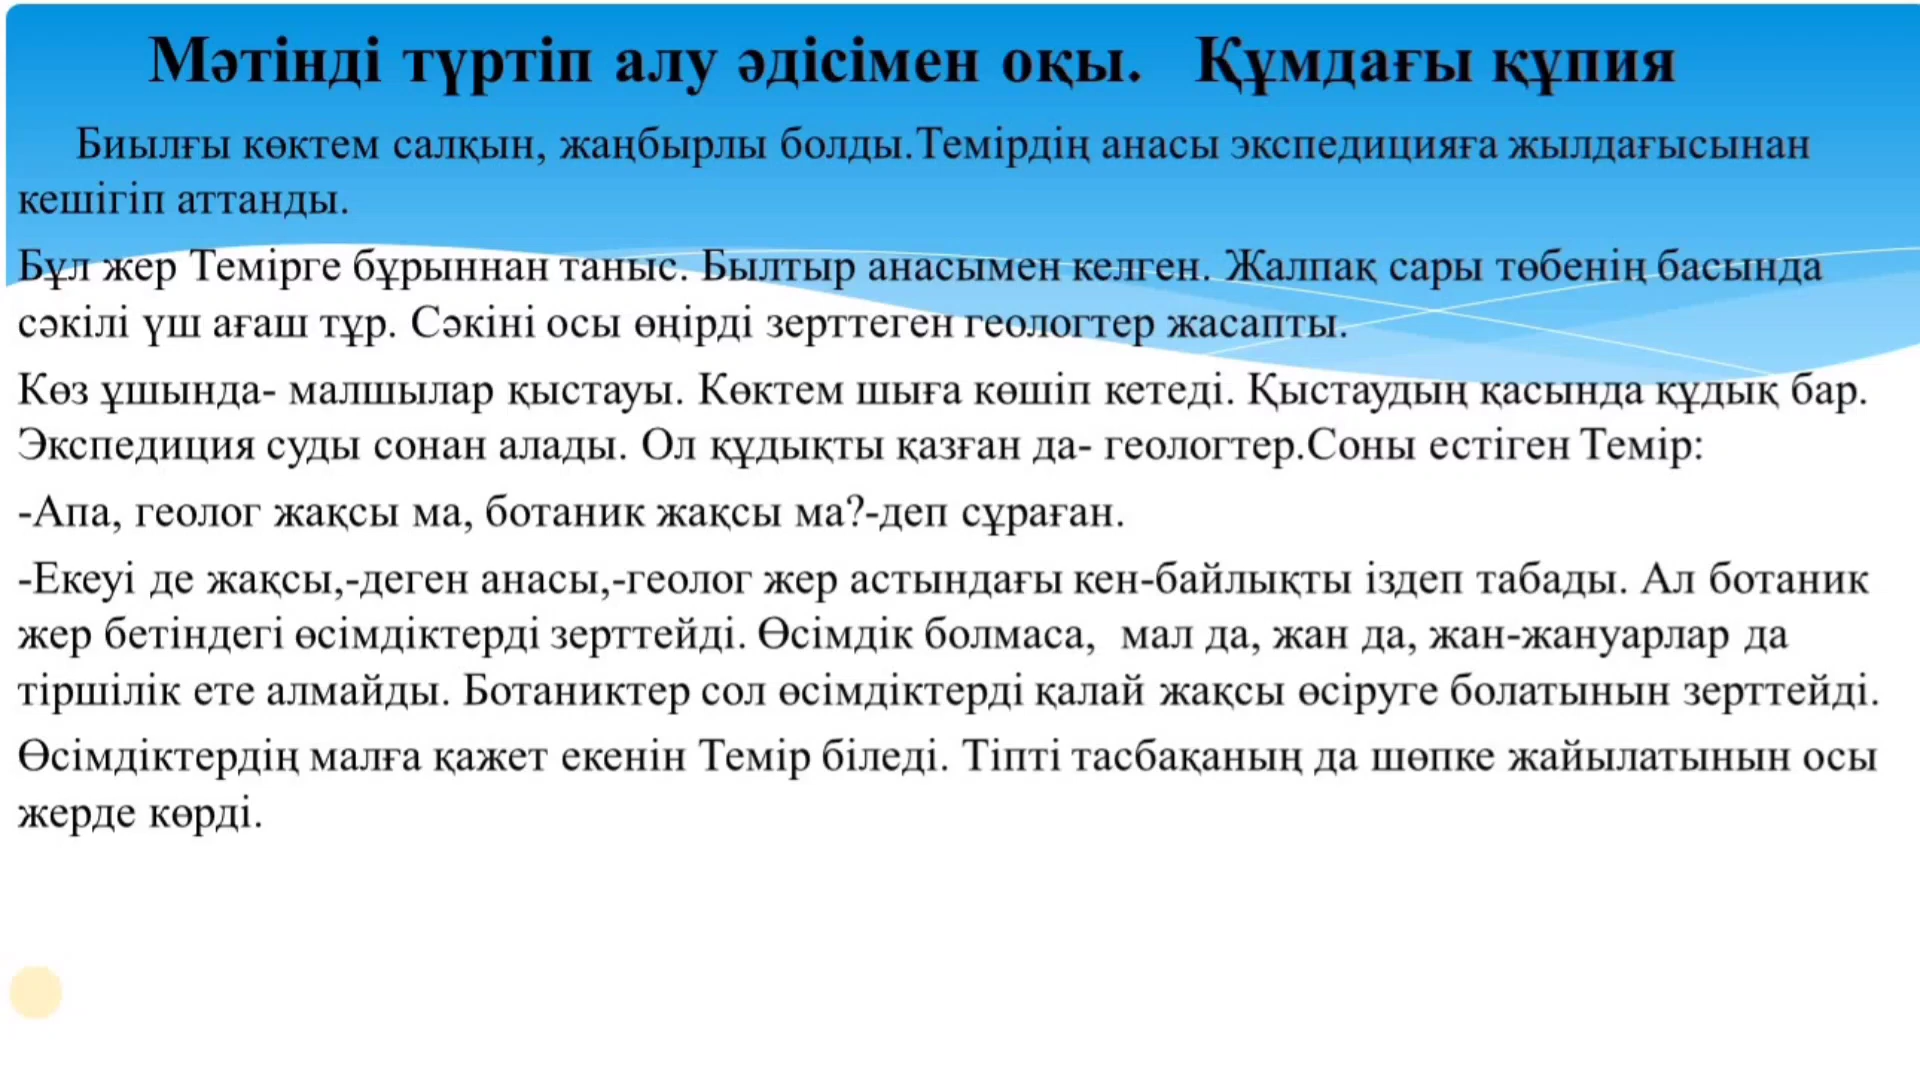 Мәтінді түртіп алу әдісімен оқы. Құмдағы құпия
Биылғы көктем салқын, жаңбырлы болды.Темірдің анасы экспедицияға жылдағысынан
кешігіп аттанды.
Бұл жер Темірге бұрыннан таныс. Былтыр анасымен келген. Жалпақ сары төбенің басында
сәкілі үш ағаш тұр. Сәкіні осы өңірді зерттеген геологтер жасапты.
Көз ұшында- малшылар қыстауы. Көктем шыға көшіп кетеді. Қыстаудың қасында құдық бар.
Экспедиция суды сонан алады. Ол құдықты қазған да- геологтер.Соны естіген Темір:
-Апа, геолог жақсы ма, ботаник жақсы ма?-деп сұраған.
-Екеуі де жақсы,-деген анасы,-геолог жер астындағы кен-байлықты іздеп табады. Ал ботаник
жер бетіндегі өсімдіктерді зерттейді. Өсімдік болмаса, мал да, жан да, жан-жануарлар да
тіршілік ете алмайды. Ботаниктер сол өсімдіктерді қалай жақсы өсіруге болатынын зерттейді.
Өсімдіктердің малға қажет екенін Темір біледі. Тіпті тасбақаның да шөпке жайылатынын осы
жерде көрді.